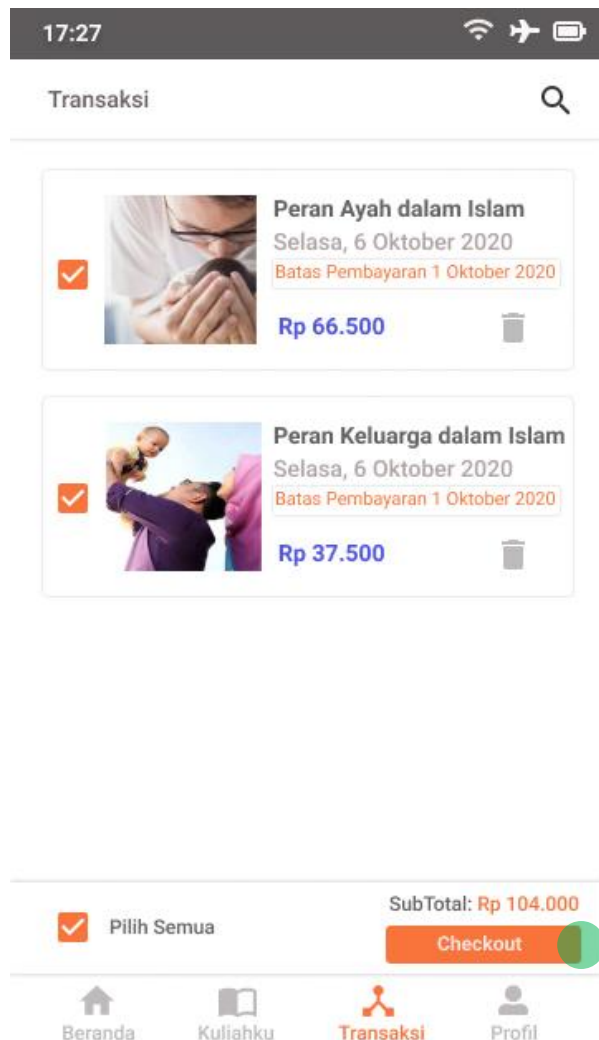 17:27
Transaksi
Peran Ayah dalam Islam
Selasa, 6 Oktober 2020
Batas Pembayaran 1 Oktober 2020
Rp 66.500
Peran Keluarga dalam Islam
Selasa, 6 Oktober 2020
Batas Pembayaran 1 Oktober 2020
Rp 37.500
Pilih Semua
SubTotal: Rp 104.000
Checkout
Beranda Kuliahku Transaksi Profil